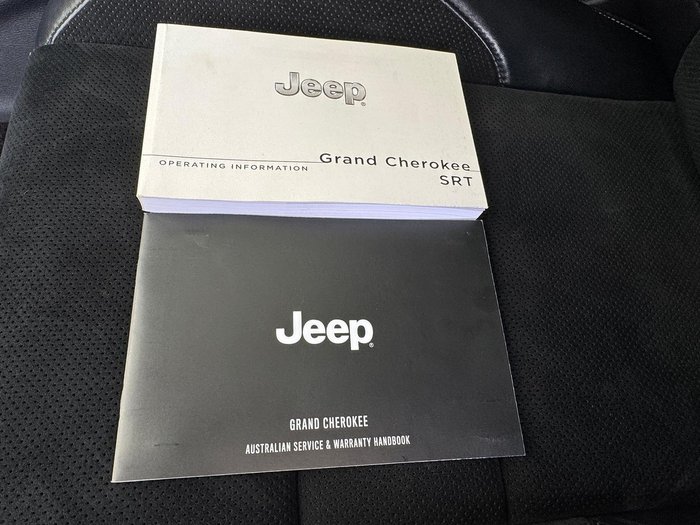 Jeep
OPERATING INFORMATION Grand Cherokee
SRT
Jeep
GRAND CHEROKEE
AUSTRALIAN SERVICE & WARRANTY HANDBOOK